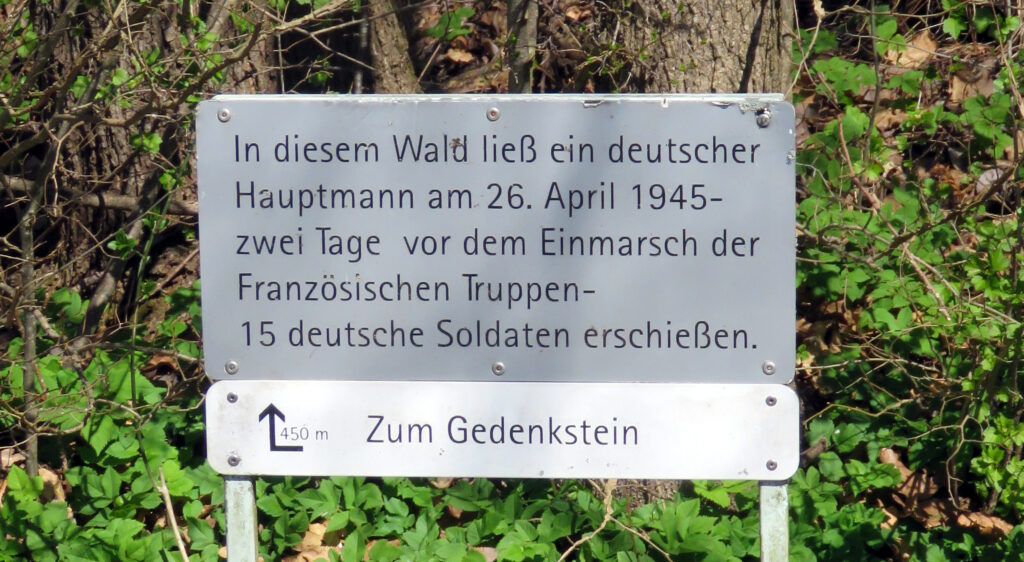 In diesem Wald ließ ein deutscher
Hauptmann am 26. April 1945-
zwei Tage vor dem Einmarsch der
Französischen Truppen-
15 deutsche Soldaten erschießen.
450 m Zum Gedenkstein